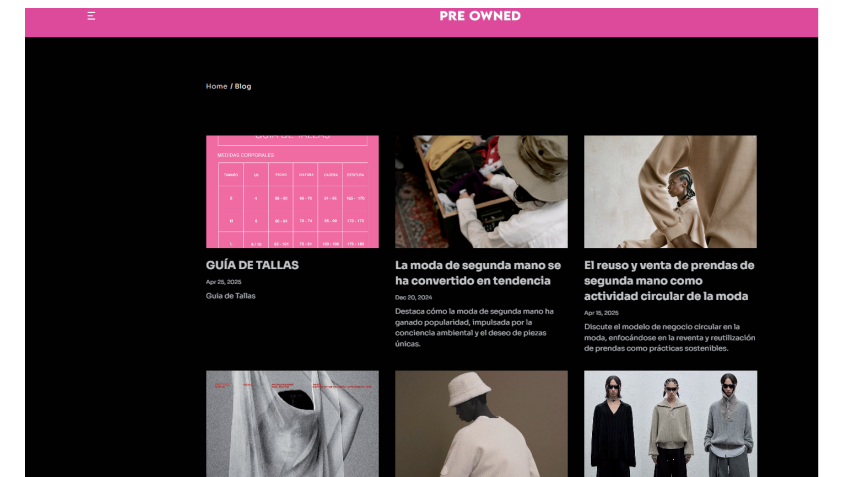 PRE OWNED
Home / Blog
GUÍA DE TALLAS
MEDIDAS CORPORALES
GUÍA DE TALLAS
Apr 25, 2025
Guía de Tallas
La moda de segunda mano se
ha convertido en tendencia
Dec 20, 2024
Destaca cómo la moda de segunda mano ha
ganado popularidad, impulsada por la
conciencia ambiental y el deseo de piezas
únicas.
El reuso y venta de prendas de
segunda mano como
actividad circular de la moda
Apr 15, 2025
Discute el modelo de negocio circular en la
moda, enfocándose en la reventa y reutilización
de prendas como prácticas sostenibles.